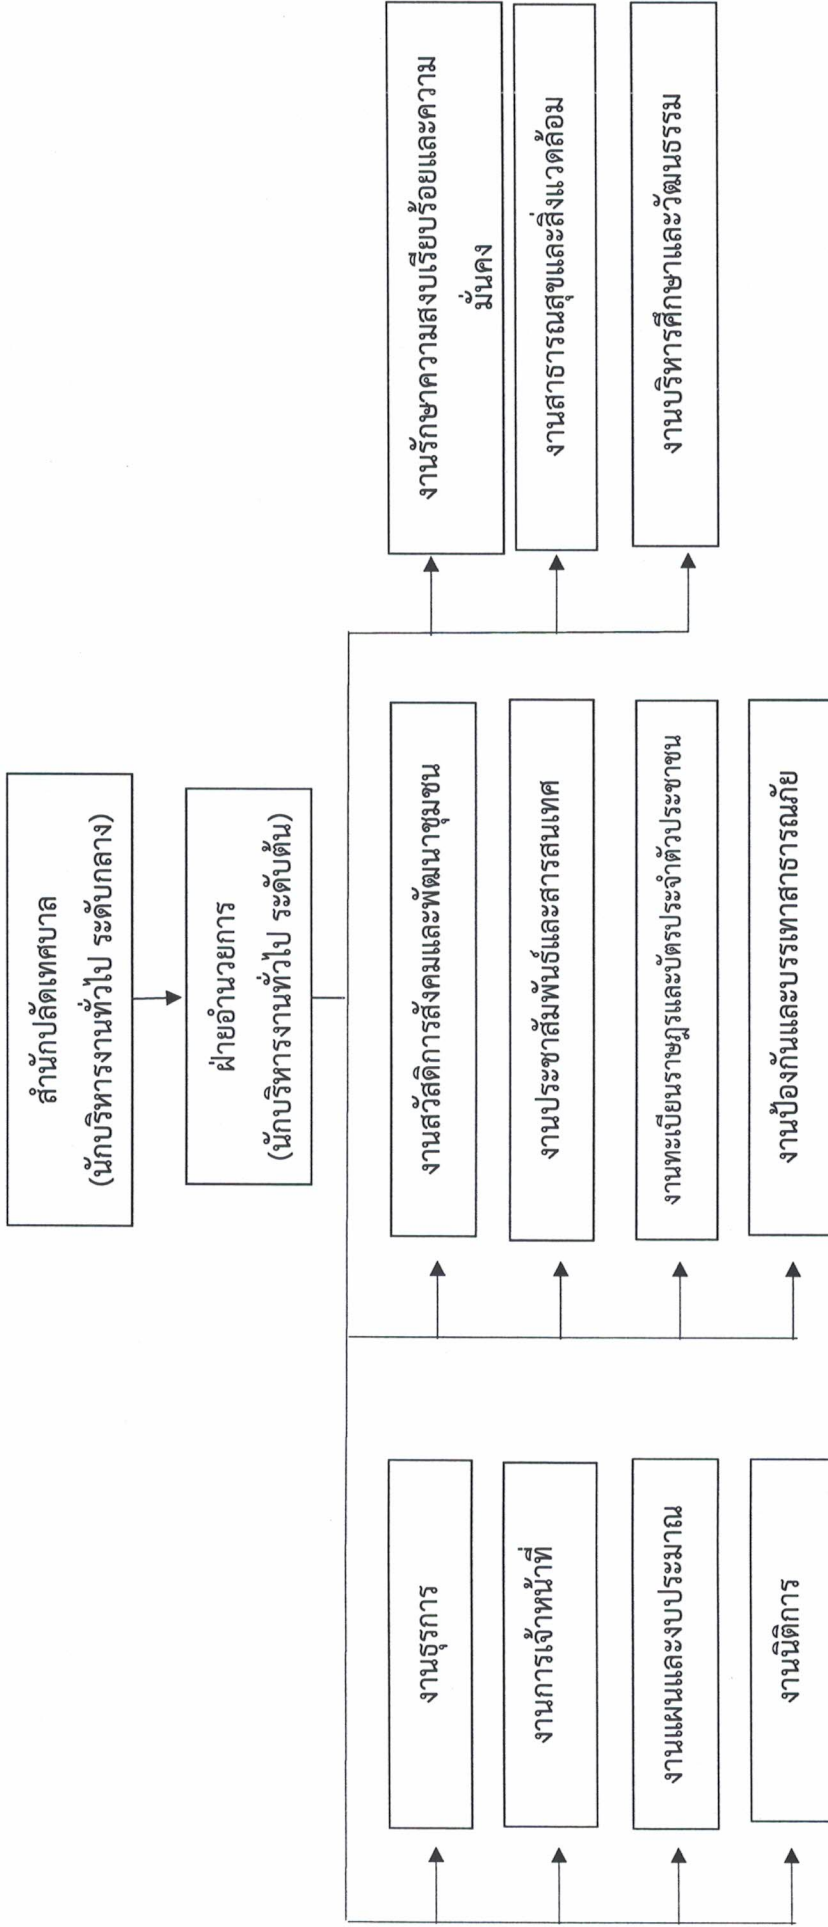 สำนักปลัดเทศบาล
(นักบริหารงานทั่วไป ระดับกลาง)
ฝ่ายอำนวยการ
(นักบริหารงานทั่วไป ระดับต้น)
งานธุรการ
งานการเจ้าหน้าที่
งานแผนและงบประมาณ
งานนิติการ
งานสวัสดิการสังคมและพัฒนาชุมชน
งานประชาสัมพันธ์และสารสนเทศ
งานทะเบียนราษฎรและบัตรประจำตัวประชาชน
งานป้องกันและบรรเทาสาธารณภัย
งานรักษาความสงบเรียบร้อยและความ
มั่นคง
งานสาธารณสุขและสิ่งแวดล้อม
งานบริหารศึกษาและวัฒนธรรม